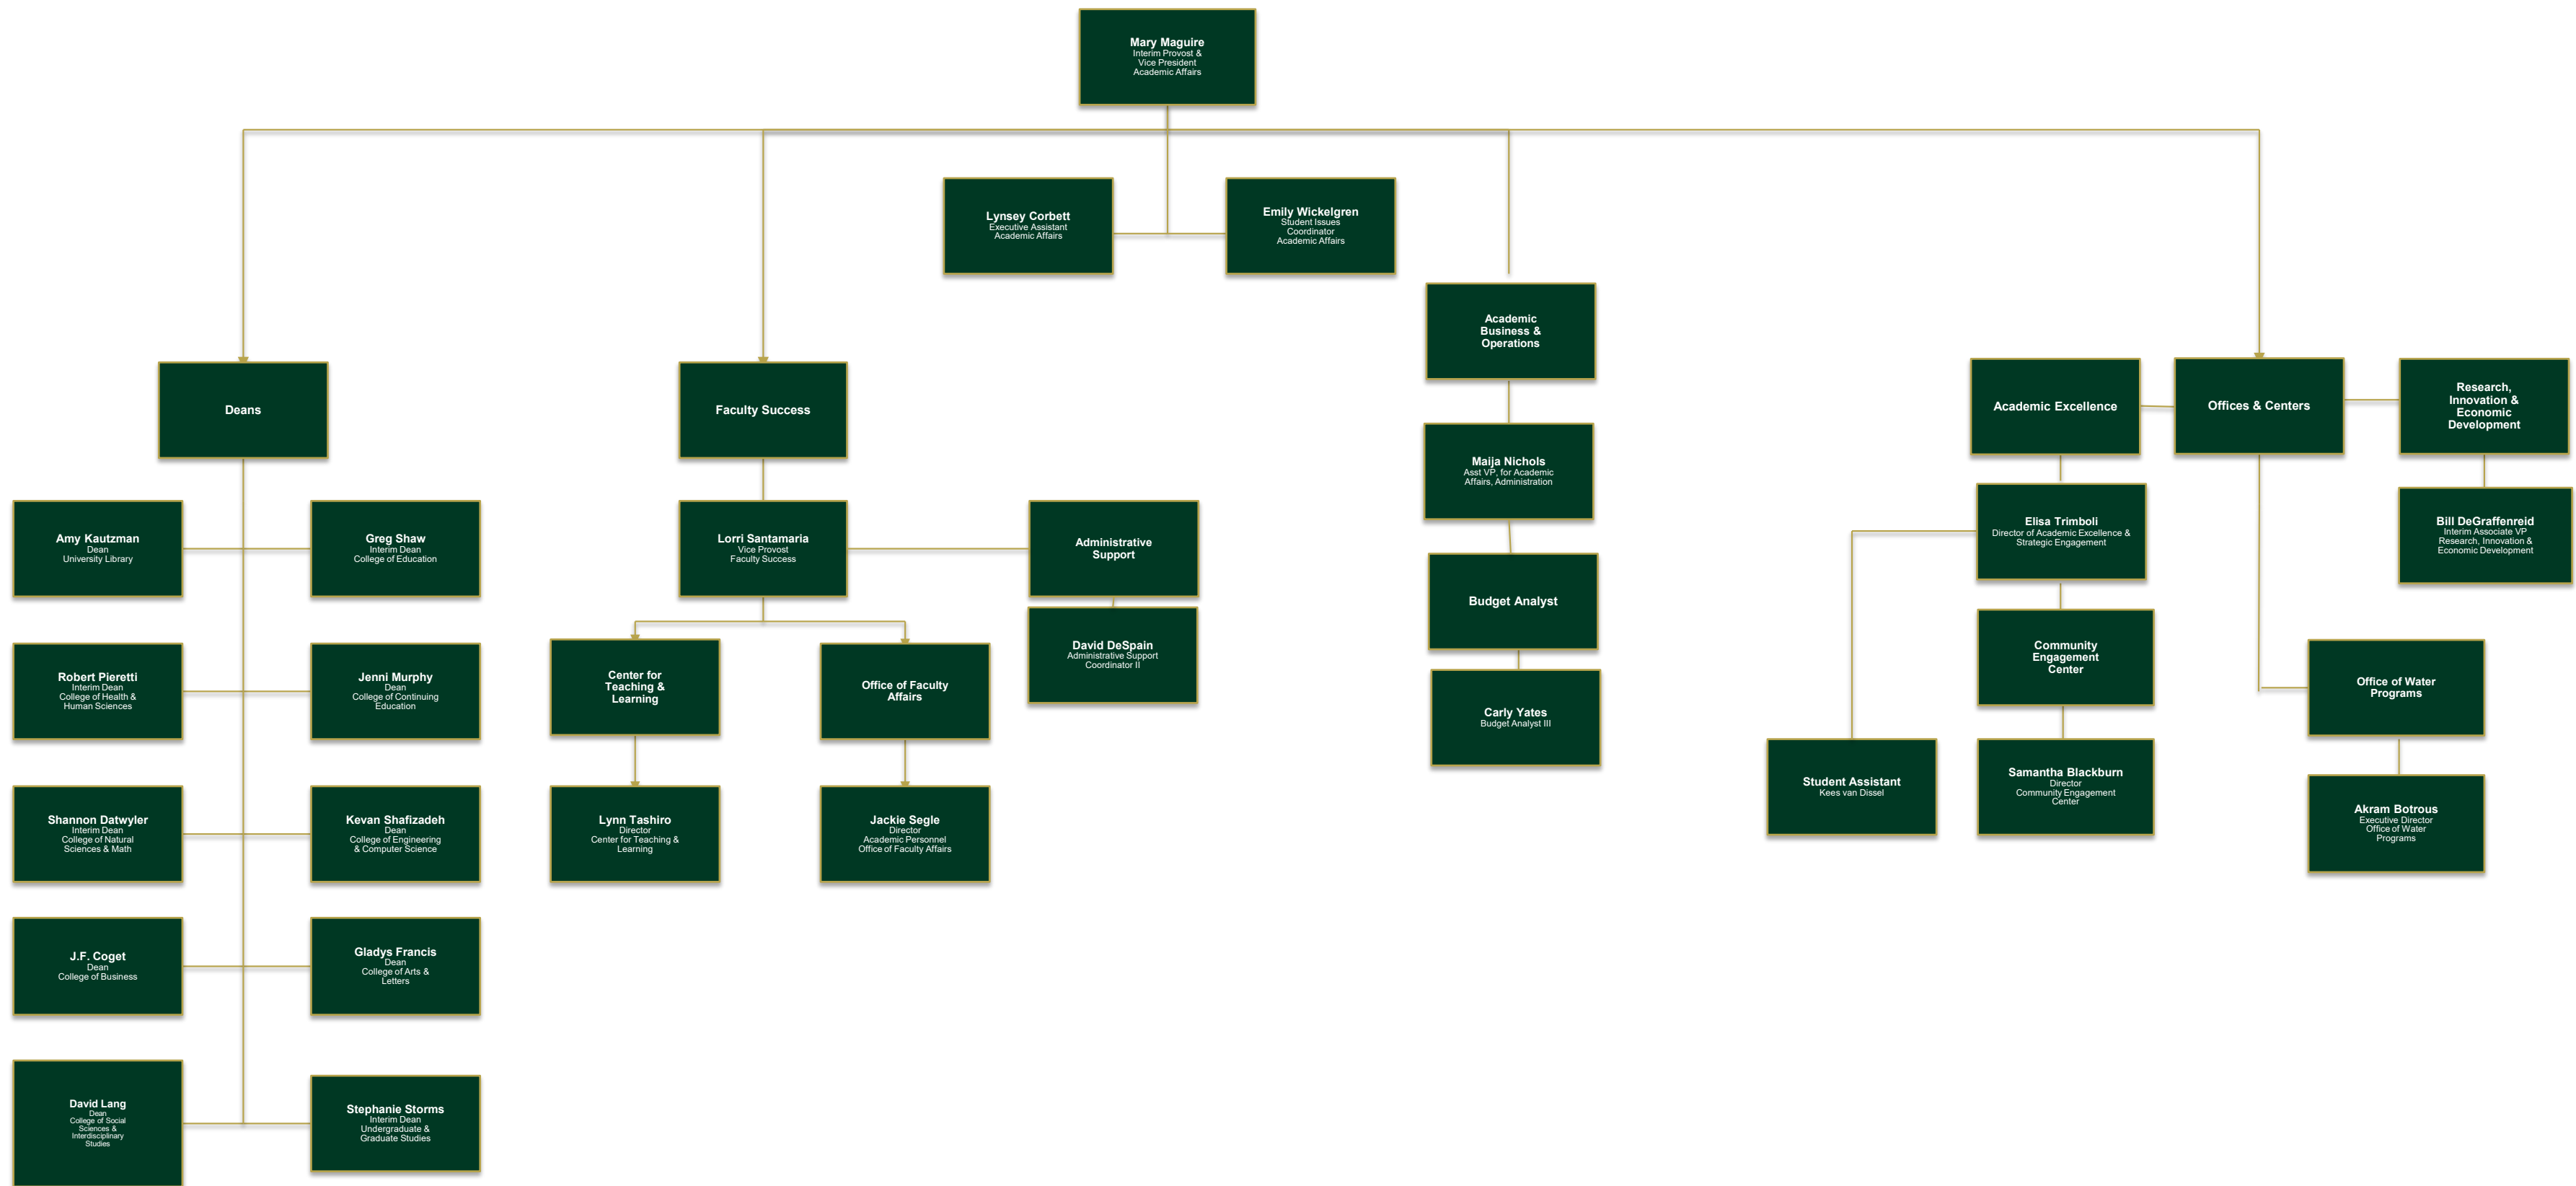 Mary Maguire
Interim Provost &
Vice President
Academic Affairs
Lynsey Corbett
Executive Assistant
Academic Affairs
Emily Wickelgren
Student Issues
Coordinator
Academic Affairs
Deans
Amy Kautzman
Dean
University Library
Greg Shaw
Interim Dean
College of Education
Robert Pieretti
Interim Dean
College of Health &
Human Sciences
Jenni Murphy
Dean
College of Continuing
Education
Shannon Datwyler
Interim Dean
College of Natural
Sciences & Math
Kevan Shafizadeh
Dean
College of Engineering
& Computer Science
J.F. Coget
Dean
College of Business
Gladys Francis
Dean
College of Arts &
Letters
David Lang
Dean
College of Social
Sciences &
Interdisciplinary
Studies
Stephanie Storms
Interim Dean
Undergraduate &
Graduate Studies
Faculty Success
Lorri Santamaria
Vice Provost
Faculty Success
Administrative
Support
David DeSpain
Administrative Support
Coordinator II
Center for
Teaching &
Learning
Lynn Tashiro
Director
Center for Teaching &
Learning
Office of Faculty
Affairs
Jackie Segle
Director
Academic Personnel
Office of Faculty Affairs
Academic
Business &
Operations
Maija Nichols
Asst VP, for Academic
Affairs, Administration
Budget Analyst
Carly Yates
Budget Analyst III
Academic Excellence
Elisa Trimboli
Director of Academic Excellence &
Strategic Engagement
Student Assistant
Kees van Dissel
Community
Engagement
Center
Samantha Blackburn
Director
Community Engagement
Center
Offices & Centers
Office of Water
Programs
Akram Botrous
Executive Director
Office of Water
Programs
Research,
Innovation &
Economic
Development
Bill DeGraffenreid
Interim Associate VP
Research, Innovation &
Economic Development